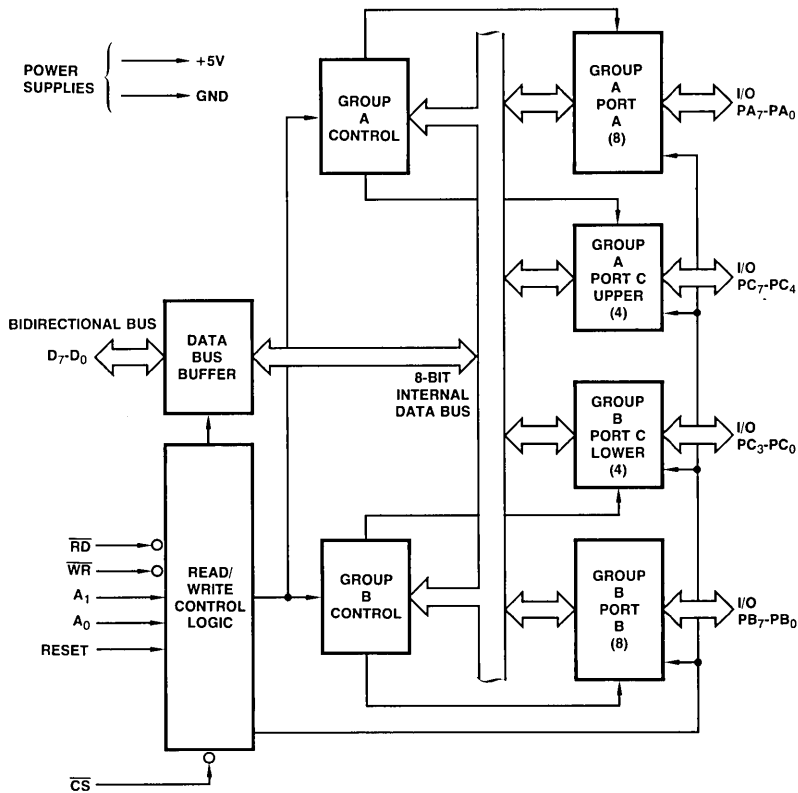 POWER
SUPPLIES
+5V
GND
GROUP
A
CONTROL
GROUP
A
PORT
A
(8)
I/O
PA7-PA0
GROUP
A
PORT C
UPPER
(4)
I/O
PC7-PC4
BIDIRECTIONAL BUS
D7-D0
DATA
BUS
BUFFER
8-BIT
INTERNAL
DATA BUS
GROUP
B
PORT C
LOWER
(4)
I/O
PC3-PC0
RD
WR
A1
A0
RESET
READ/
WRITE
CONTROL
LOGIC
GROUP
B
CONTROL
GROUP
B
PORT
B
(8)
I/O
PB7-PB0
CS